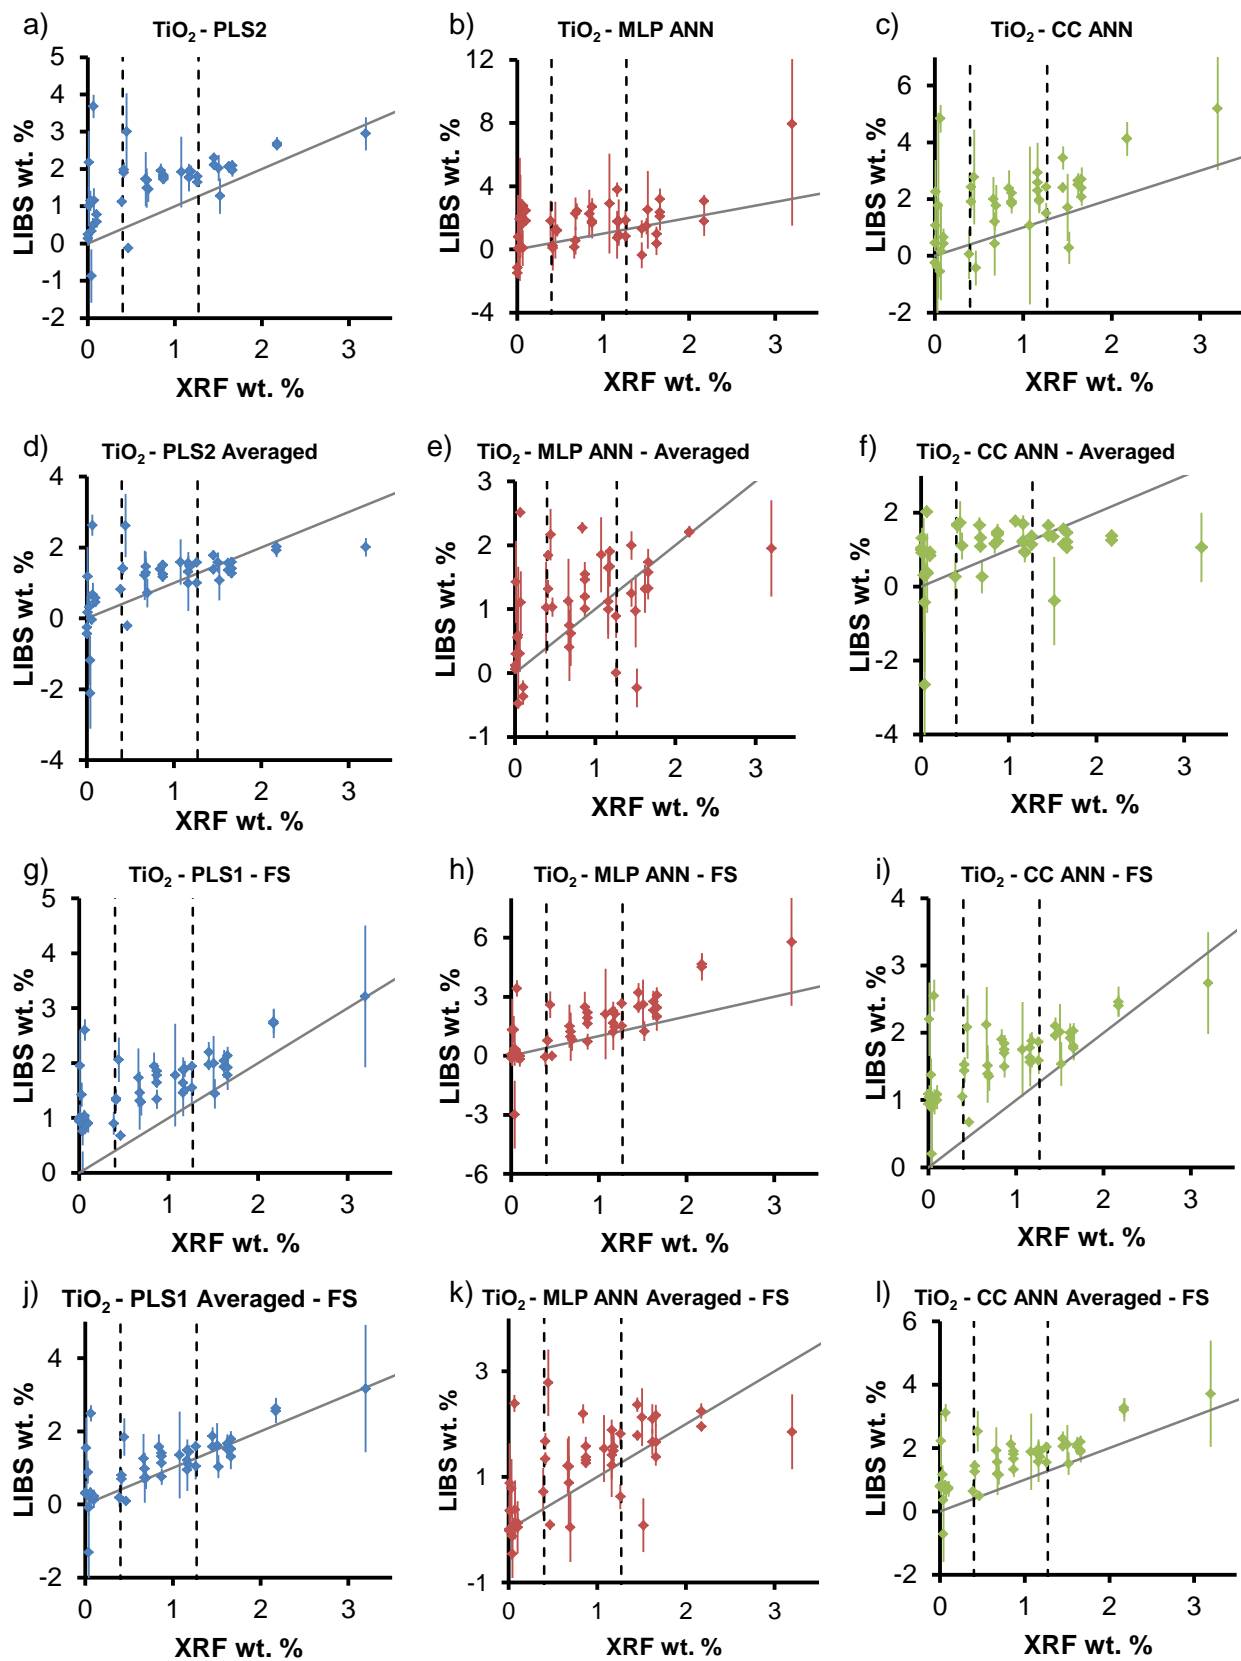 a) TiO2 - PLS2
5
4
3
2
1
0
-1
-2
0 1 2 3
LIBS wt. %
XRF wt. %
b) TiO2 - MLP ANN
12
8
4
0
-4
0 1 2 3
LIBS wt. %
XRF wt. %
c) TiO2 - CC ANN
6
4
2
0
-2
0 1 2 3
LIBS wt. %
XRF wt. %
d) TiO2 - PLS2 Averaged
4
2
0
-2
-4
0 1 2 3
LIBS wt. %
XRF wt. %
e) TiO2 - MLP ANN - Averaged
3
2
1
0
-1
0 1 2 3
LIBS wt. %
XRF wt. %
f) TiO2 - CC ANN - Averaged
2
0
-2
-4
0 1 2 3
LIBS wt. %
XRF wt. %
g) TiO2 - PLS1 - FS
5
4
3
2
1
0
0 1 2 3
LIBS wt. %
XRF wt. %
h) TiO2 - MLP ANN - FS
6
3
0
-3
-6
0 1 2 3
LIBS wt. %
XRF wt. %
i) TiO2 - CC ANN - FS
4
3
2
1
0
0 1 2 3
LIBS wt. %
XRF wt. %
j) TiO2 - PLS1 Averaged - FS
4
2
0
-2
0 1 2 3
LIBS wt. %
XRF wt. %
k) TiO2 - MLP ANN Averaged - FS
3
1
-1
0 1 2 3
LIBS wt. %
XRF wt. %
l) TiO2 - CC ANN Averaged - FS
6
4
2
0
-2
0 1 2 3
LIBS wt. %
XRF wt. %